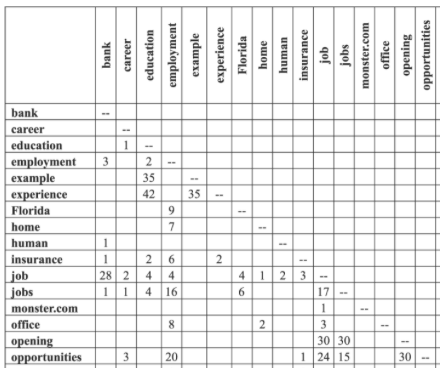 bank career education employment example experience Florida home human insurance job jobs monster.com office opening opportunities
bank --
career --
education 1 --
employment 3 2 --
example 35 --
experience 42 35 --
Florida 9 --
home 7 --
human 1 --
insurance 1 2 6 2 --
job 28 2 4 4 4 1 2 3 --
jobs 1 1 4 16 6 17 --
monster.com 1 --
office 8 2 3 --
opening 30 30 --
opportunities 3 20 1 24 15 30 --